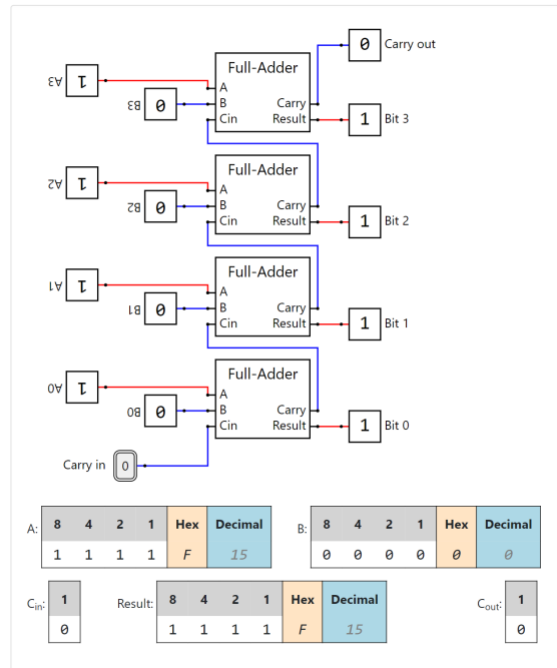 0 Carry out
Full-Adder
A3 1 A
B3 0 B Carry
Cin Result 1 Bit 3
Full-Adder
A2 1 A
B2 0 B Carry
Cin Result 1 Bit 2
Full-Adder
A1 1 A
B1 0 B Carry
Cin Result 1 Bit 1
Full-Adder
A0 1 A
B0 0 B Carry
Cin Result 1 Bit 0
Carry in 0
A: 8 4 2 1 Hex Decimal
1 1 1 1 F 15
B: 8 4 2 1 Hex Decimal
0 0 0 0 0 0
Cin: 1
0
Result: 8 4 2 1 Hex Decimal
1 1 1 1 F 15
Cout: 1
0